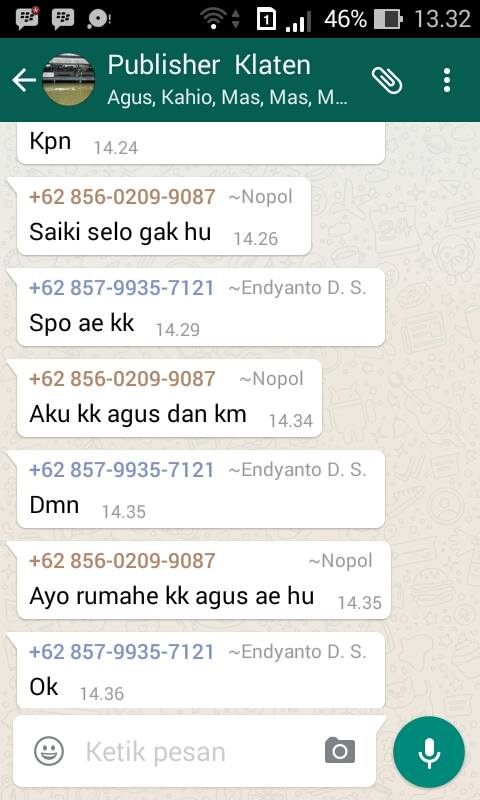 46% 13.32
Publisher Klaten
Agus, Kahio, Mas, Mas, M...
Kpn 14.24
+62 856-0209-9087 ~Nopol
Saiki selo gak hu 14.26
+62 857-9935-7121 ~Endyanto D. S.
Spo ae kk 14.29
+62 856-0209-9087 ~Nopol
Aku kk agus dan km 14.34
+62 857-9935-7121 ~Endyanto D. S.
Dmn 14.35
+62 856-0209-9087 ~Nopol
Ayo rumahe kk agus ae hu 14.35
+62 857-9935-7121 ~Endyanto D. S.
Ok 14.36
Ketik pesan